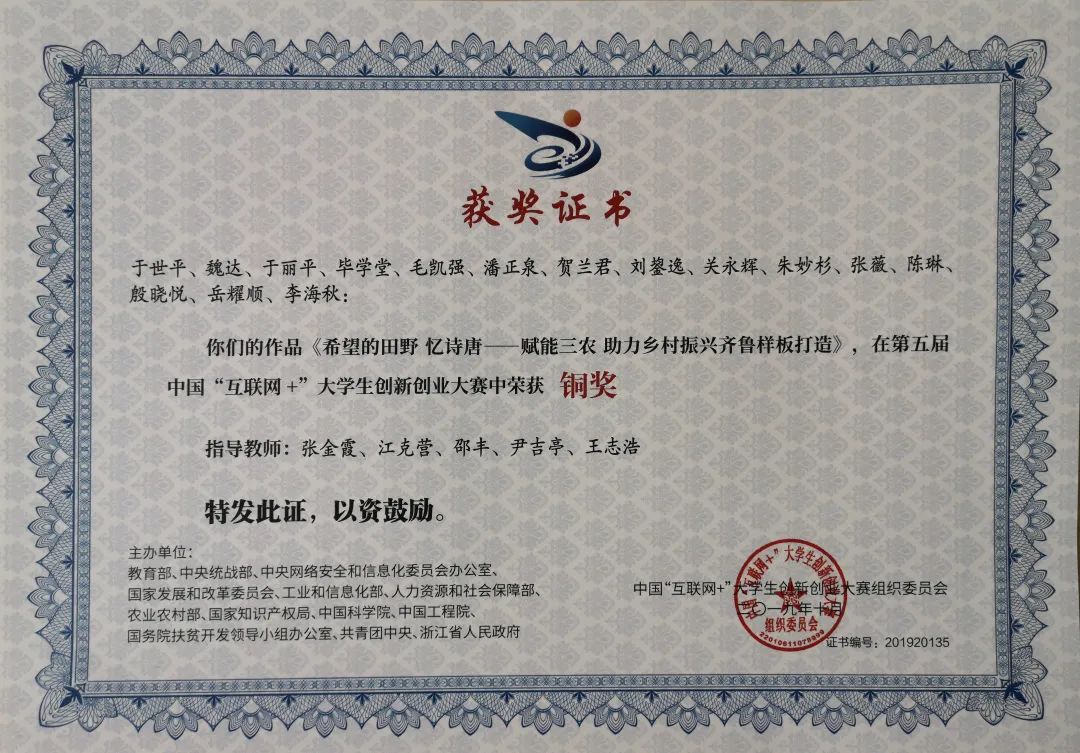 获奖证书
于世平、魏达、于丽平、毕学堂、毛凯强、潘正泉、贺兰君、刘鋆逸、关永辉、朱妙杉、张薇、陈琳、
殷晓悦、岳耀顺、李海秋：
你们的作品《希望的田野 忆诗唐——赋能三农 助力乡村振兴齐鲁样板打造》，在第五届
中国“互联网+”大学生创新创业大赛中荣获 铜奖
指导教师：张金霞、江克营、邵丰、尹吉亭、王志浩
特发此证，以资鼓励。
主办单位：
教育部、中央统战部、中央网络安全和信息化委员会办公室、
国家发展和改革委员会、工业和信息化部、人力资源和社会保障部、
农业农村部、国家知识产权局、中国科学院、中国工程院、
国务院扶贫开发领导小组办公室、共青团中央、浙江省人民政府
中国“互联网+”大学生创新创业大赛组织委员会
二〇一九年十月
组织委员会
证书编号：201920135